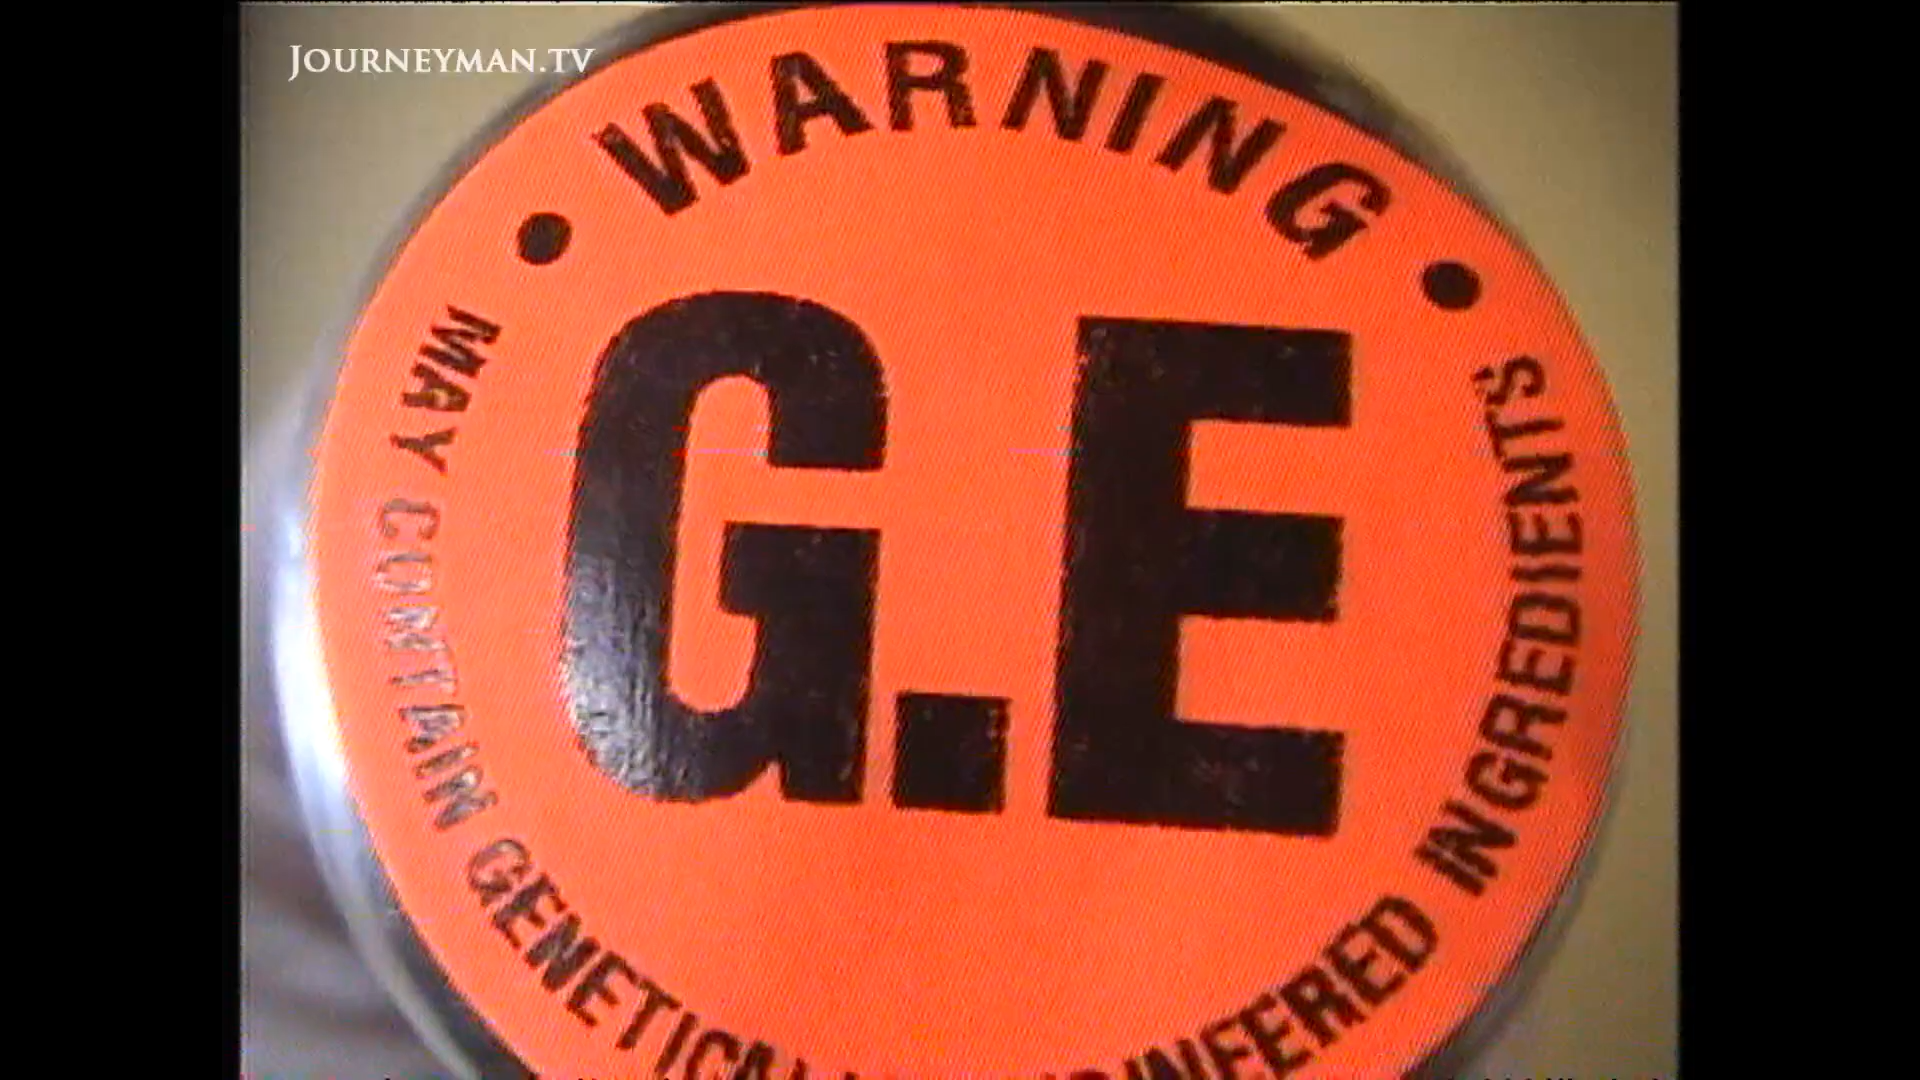 JOURNEYMAN.TV
• WARNING •
G.E
MAY CONTAIN GENETICALLY ENGINEERED INGREDIENTS